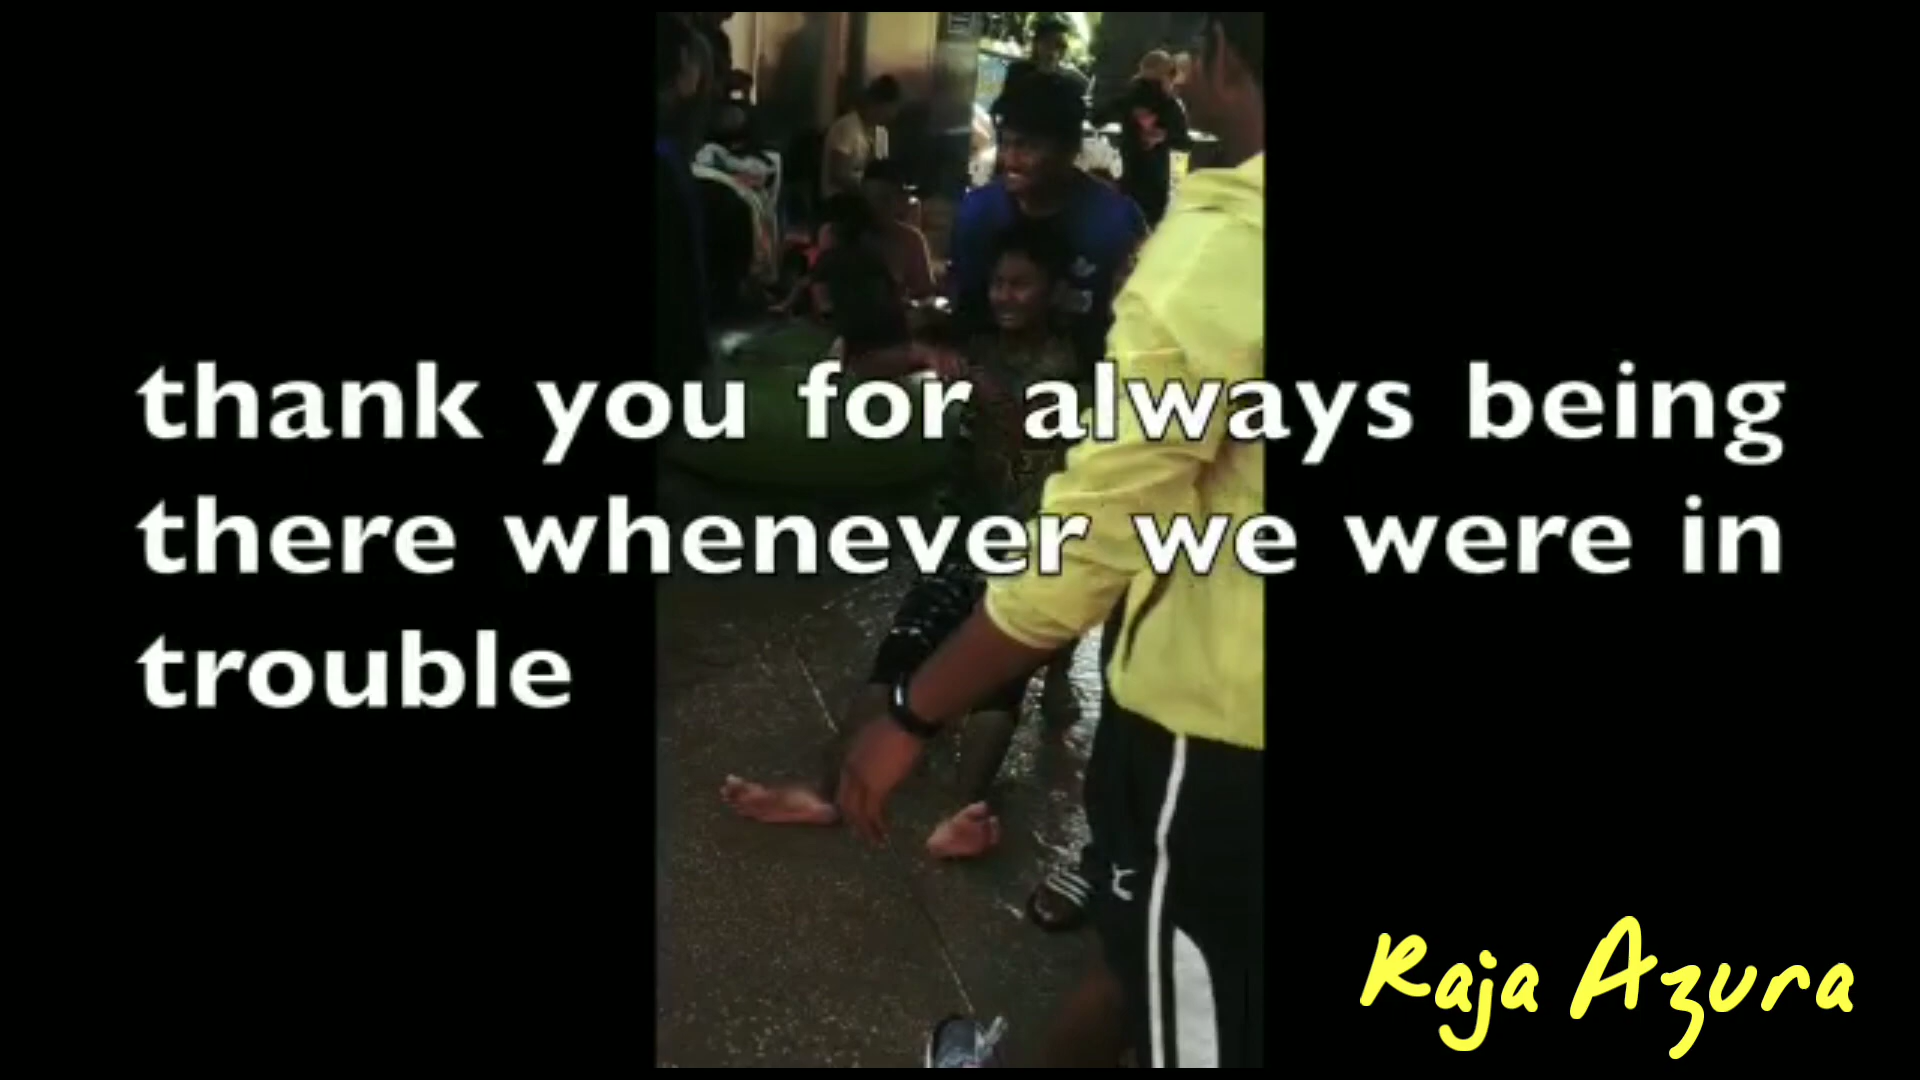 thank you for always being
there whenever we were in
trouble
Raja Azura